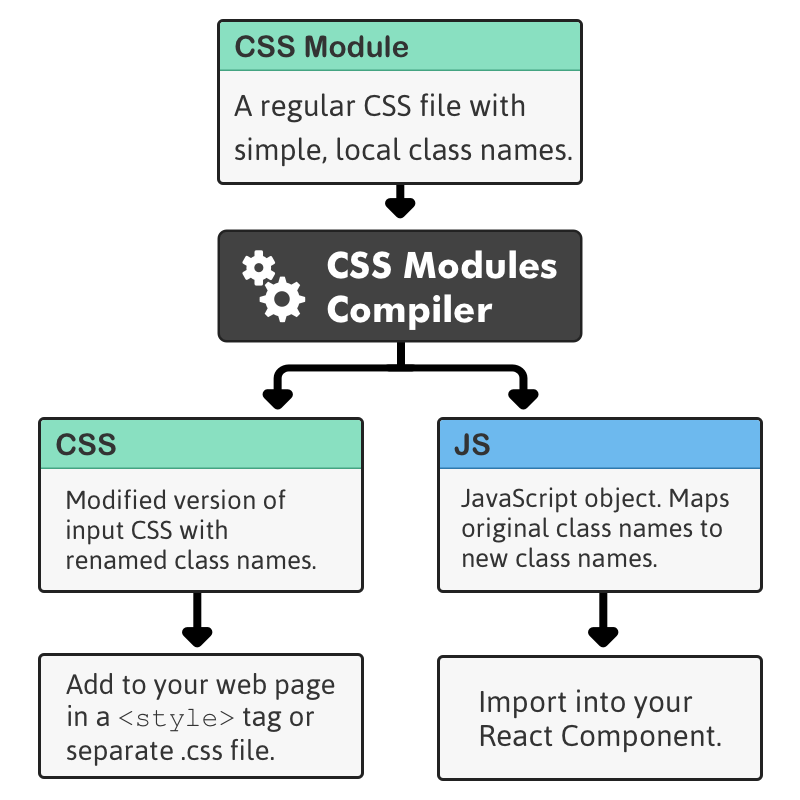 CSS Module
A regular CSS file with
simple, local class names.
CSS Modules
Compiler
CSS
Modified version of
input CSS with
renamed class names.
JS
JavaScript object. Maps
original class names to
new class names.
Add to your web page
in a <style> tag or
separate .css file.
Import into your
React Component.